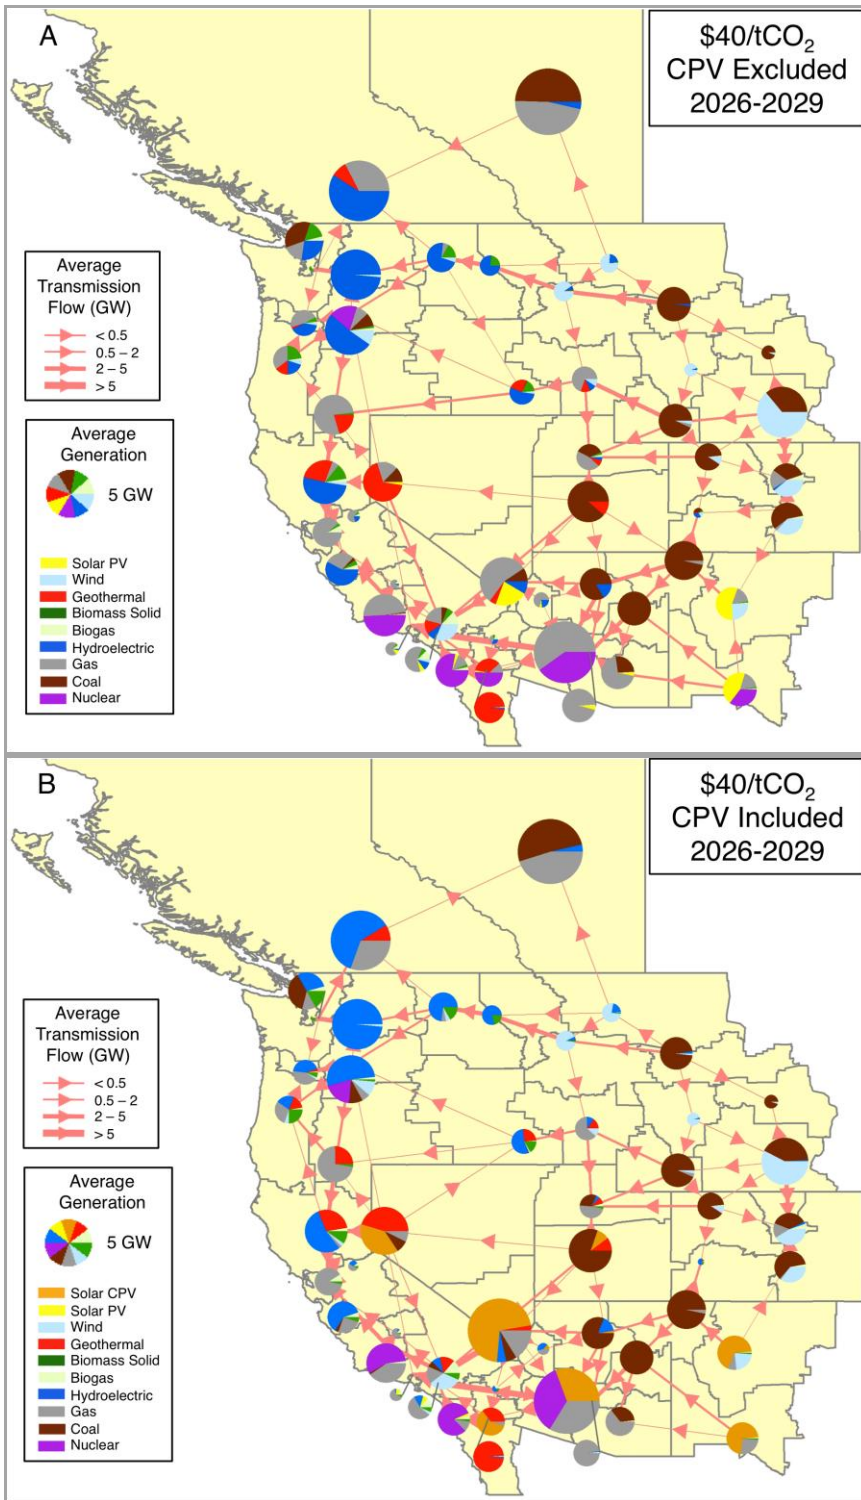 A
$40/tCO₂
CPV Excluded
2026-2029
Average
Transmission
Flow (GW)
< 0.5
0.5 – 2
2 – 5
> 5
Average
Generation
5 GW
Solar PV
Wind
Geothermal
Biomass Solid
Biogas
Hydroelectric
Gas
Coal
Nuclear
B
$40/tCO₂
CPV Included
2026-2029
Average
Transmission
Flow (GW)
< 0.5
0.5 – 2
2 – 5
> 5
Average
Generation
5 GW
Solar CPV
Solar PV
Wind
Geothermal
Biomass Solid
Biogas
Hydroelectric
Gas
Coal
Nuclear